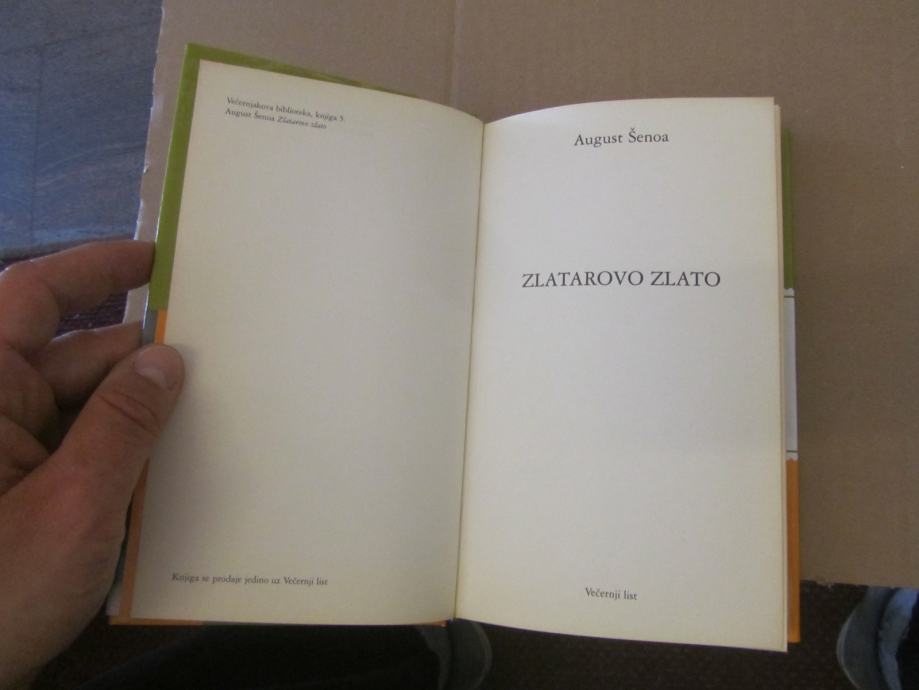 Večernjakova biblioteka, knjiga 5.
August Šenoa Zlatarovo zlato
Knjiga se prodaje jedino uz Večernji list
August Šenoa
ZLATAROVO ZLATO
Večernji list